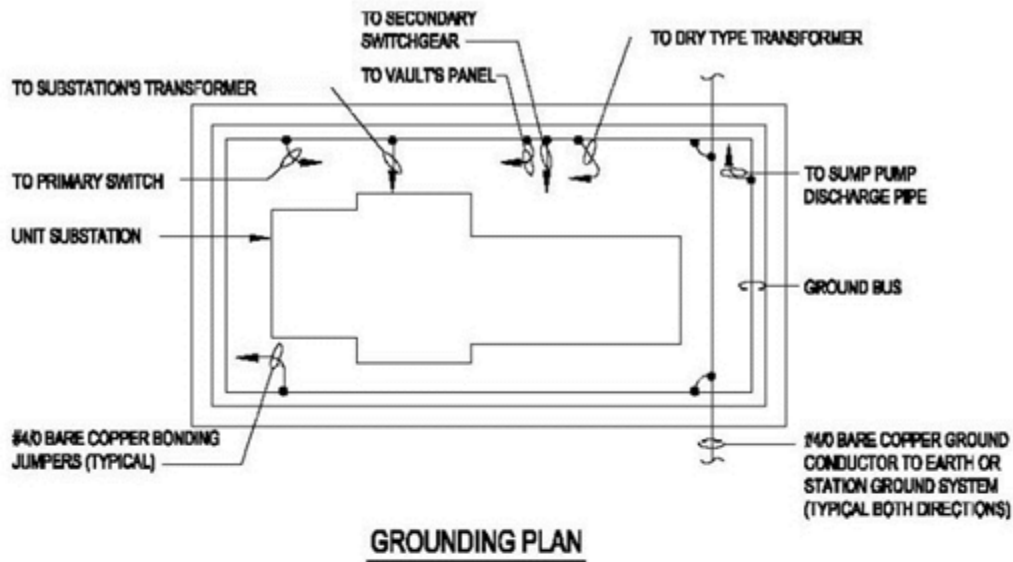 TO SECONDARY
SWITCHGEAR
TO DRY TYPE TRANSFORMER
TO VAULT'S PANEL
TO SUBSTATION'S TRANSFORMER
TO PRIMARY SWITCH
TO SUMP PUMP
DISCHARGE PIPE
UNIT SUBSTATION
GROUND BUS
#4/0 BARE COPPER BONDING
JUMPERS (TYPICAL)
#4/0 BARE COPPER GROUND
CONDUCTOR TO EARTH OR
STATION GROUND SYSTEM
(TYPICAL BOTH DIRECTIONS)
GROUNDING PLAN